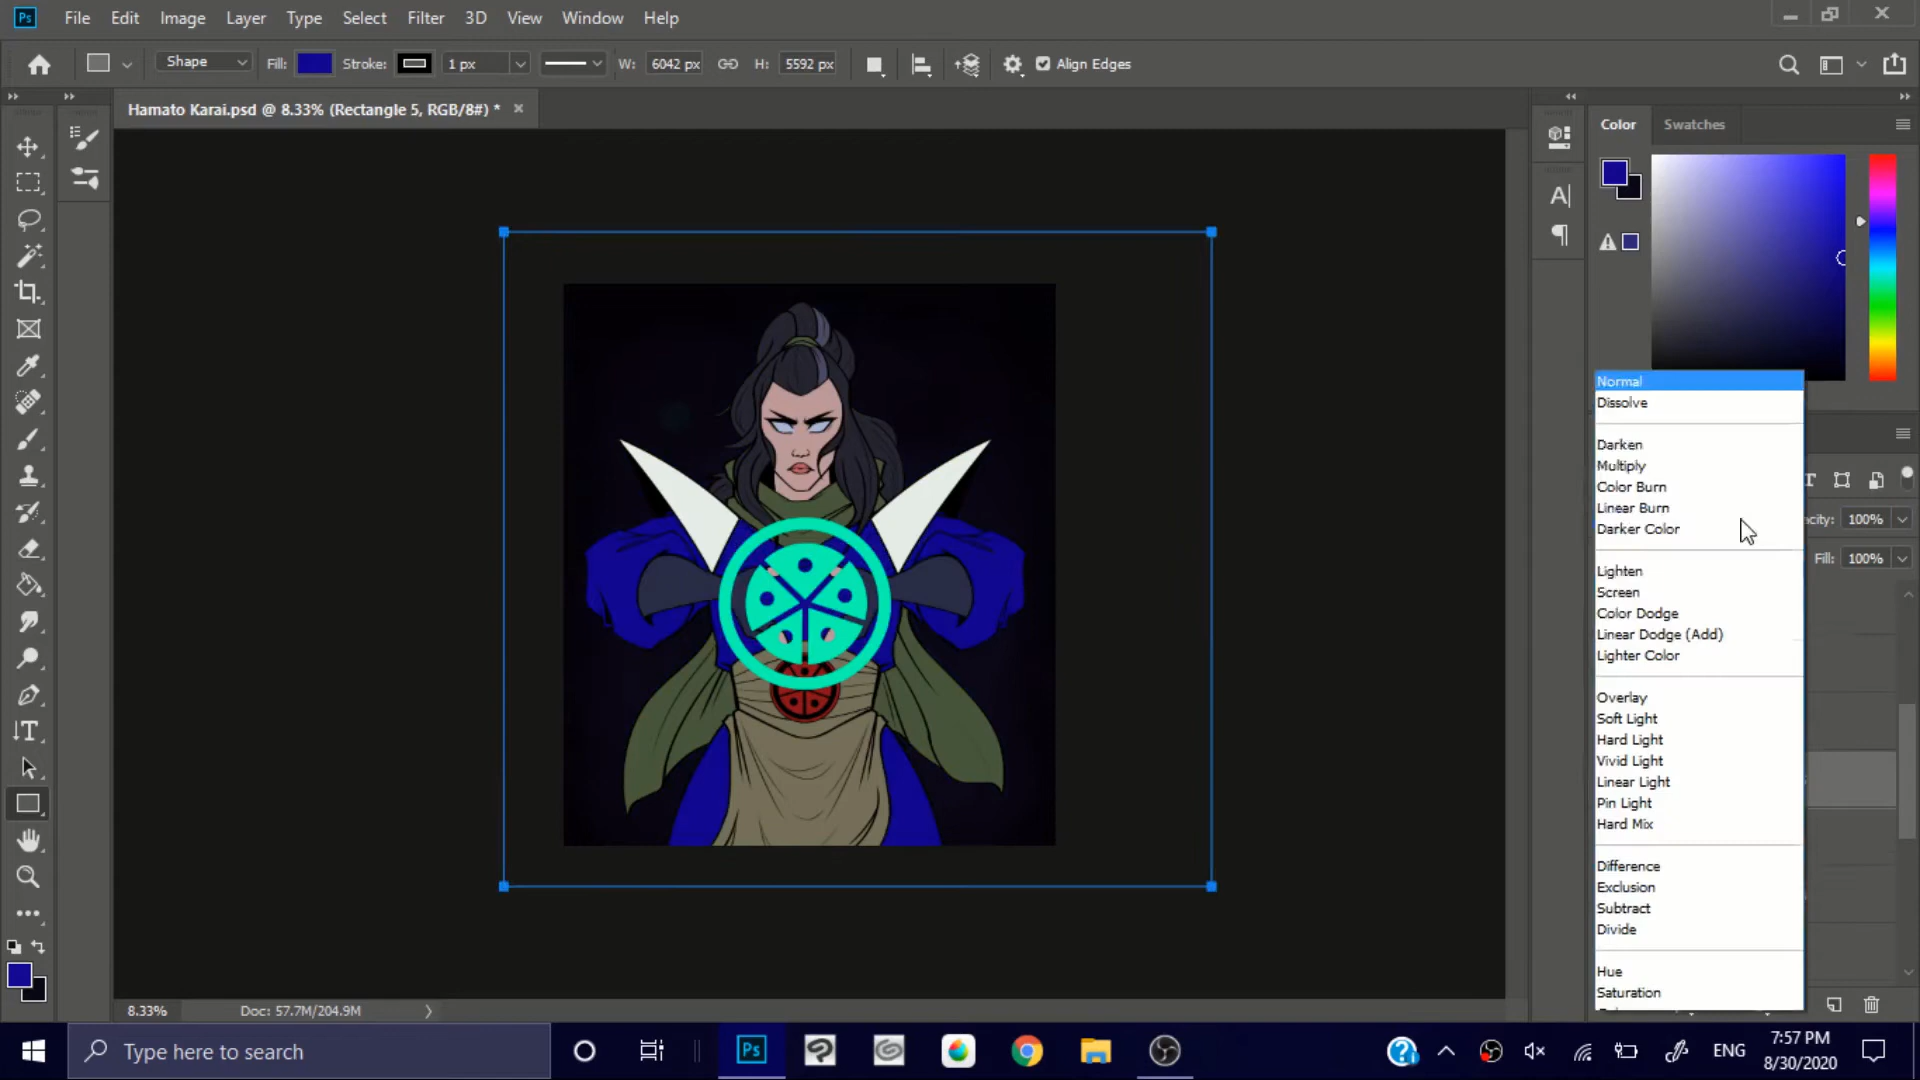 Ps File Edit Image Layer Type Select Filter 3D View Window Help
Shape Fill: Stroke: 1 px W: 6042 px H: 5592 px Align Edges
Hamato Karai.psd @ 8.33% (Rectangle 5, RGB/8#) *
Color Swatches
Normal
Dissolve
Darken
Multiply
Color Burn
Linear Burn
Darker Color
Lighten
Screen
Color Dodge
Linear Dodge (Add)
Lighter Color
Overlay
Soft Light
Hard Light
Vivid Light
Linear Light
Pin Light
Hard Mix
Difference
Exclusion
Subtract
Divide
Hue
Saturation
acity: 100%
Fill: 100%
8.33% Doc: 57.7M/204.9M
Type here to search
Ps
ENG
7:57 PM
8/30/2020